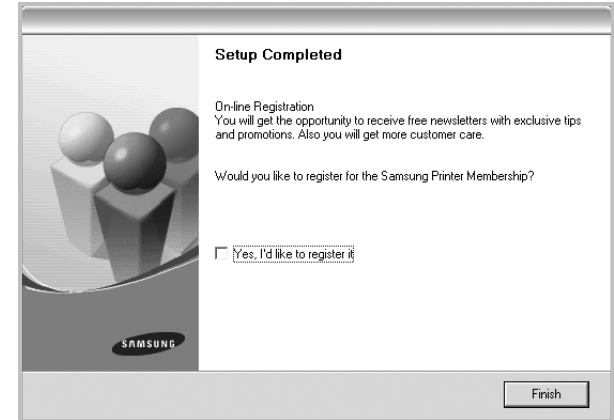 Setup Completed
On-line Registration
You will get the opportunity to receive free newsletters with exclusive tips
and promotions. Also you will get more customer care.
Would you like to register for the Samsung Printer Membership?
Yes, I'd like to register it
SAMSUNG
Finish